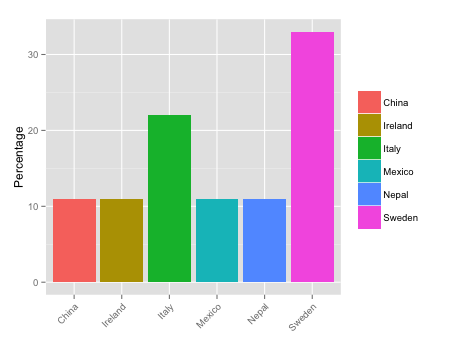 30
20
10
0
Percentage
China
Ireland
Italy
Mexico
Nepal
Sweden
China
Ireland
Italy
Mexico
Nepal
Sweden